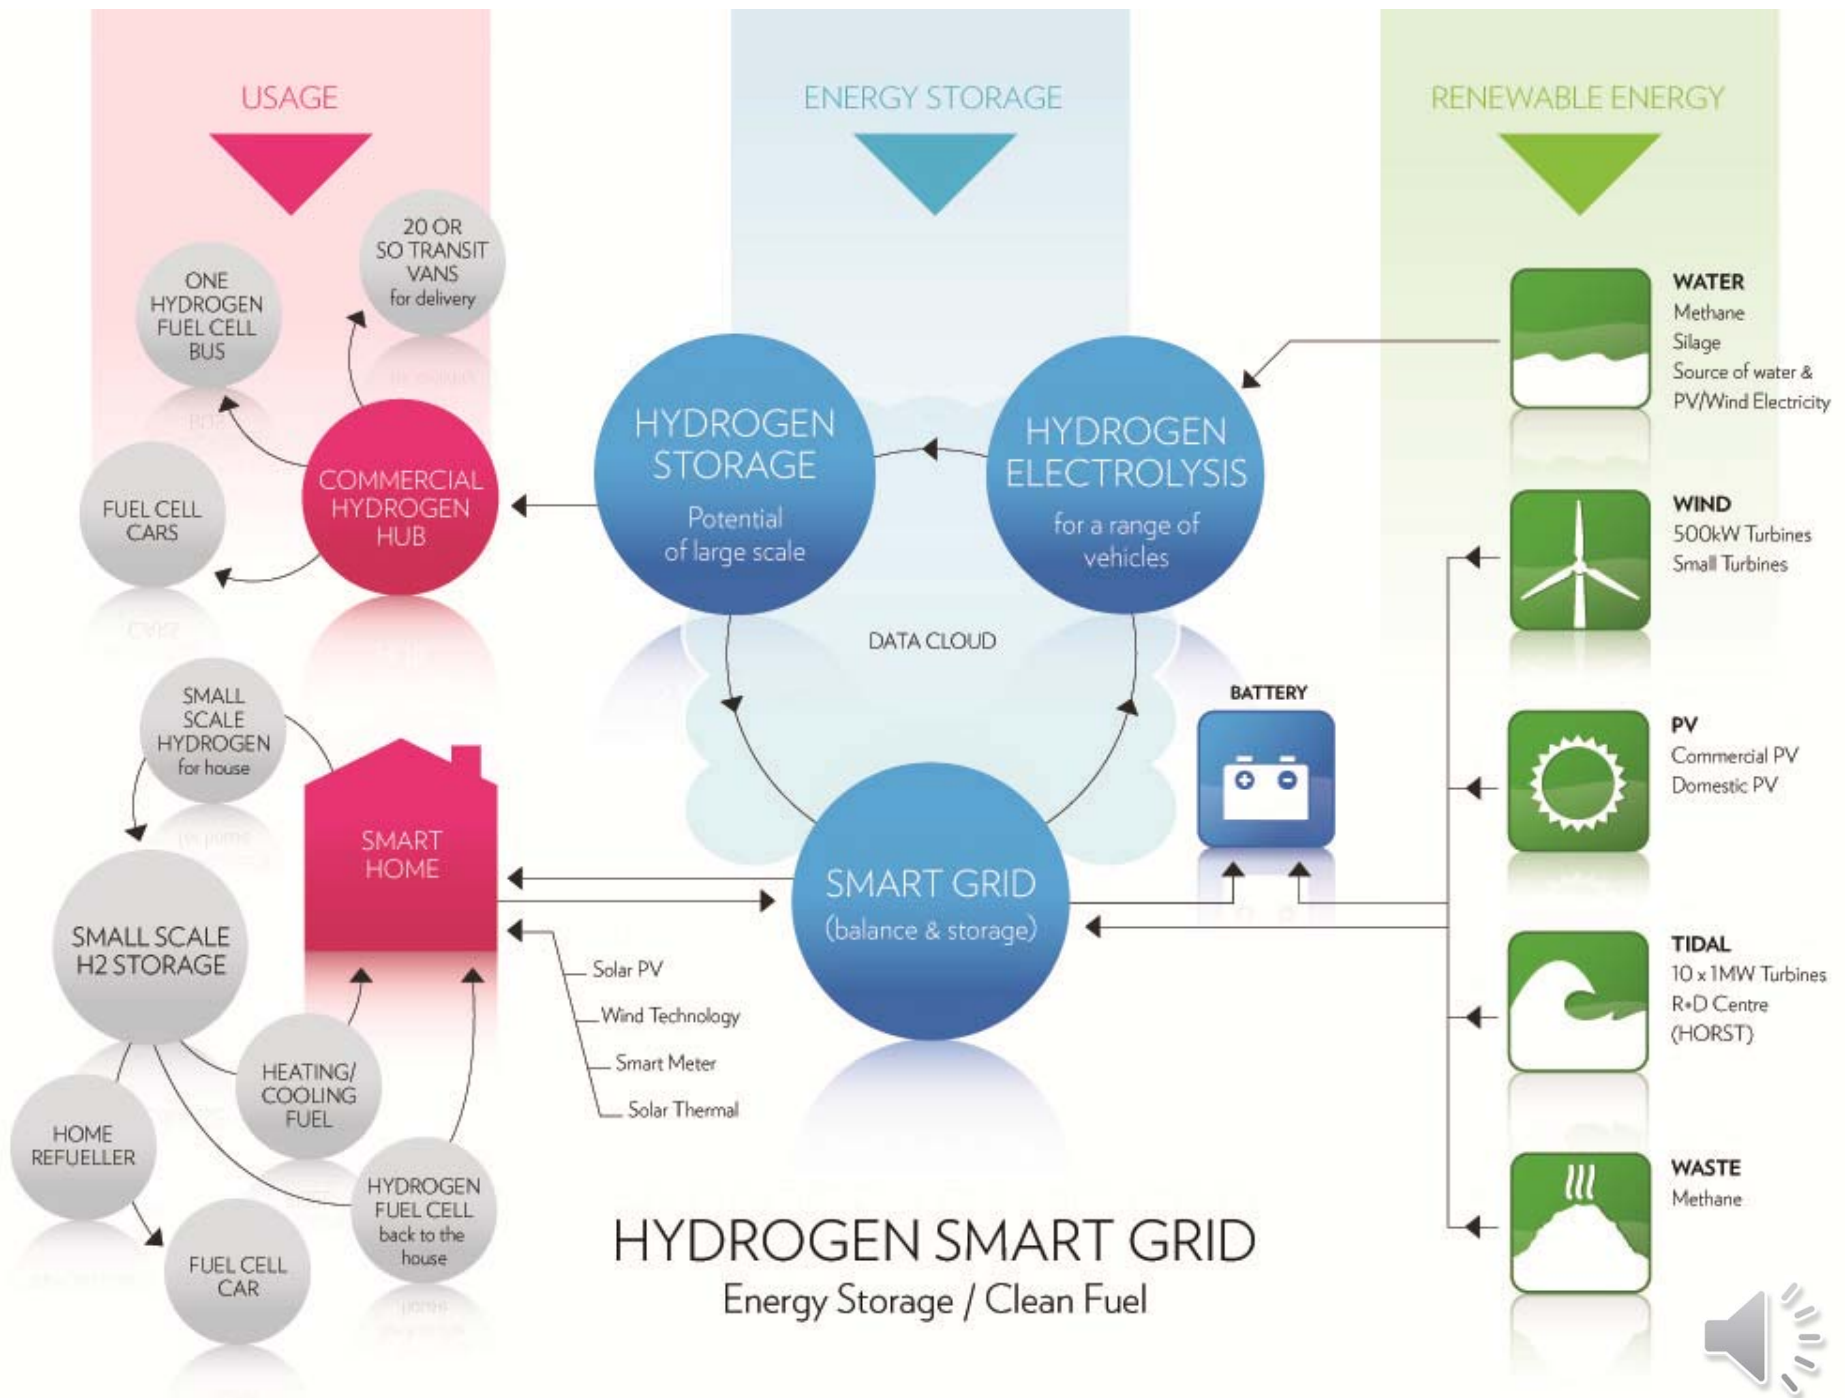 USAGE
ENERGY STORAGE
RENEWABLE ENERGY
20 OR
SO TRANSIT
VANS
for delivery
ONE
HYDROGEN
FUEL CELL
BUS
FUEL CELL
CARS
COMMERCIAL
HYDROGEN
HUB
HYDROGEN
STORAGE
Potential
of large scale
HYDROGEN
ELECTROLYSIS
for a range of
vehicles
DATA CLOUD
WATER
Methane
Silage
Source of water &
PV/Wind Electricity
WIND
500kW Turbines
Small Turbines
PV
Commercial PV
Domestic PV
TIDAL
10 x 1MW Turbines
R+D Centre
(HORST)
WASTE
Methane
BATTERY
SMART GRID
(balance & storage)
SMALL
SCALE
HYDROGEN
for house
SMART
HOME
SMALL SCALE
H2 STORAGE
Solar PV
Wind Technology
Smart Meter
Solar Thermal
HEATING/
COOLING
FUEL
HOME
REFUELLER
HYDROGEN
FUEL CELL
back to the
house
FUEL CELL
CAR
HYDROGEN SMART GRID
Energy Storage / Clean Fuel